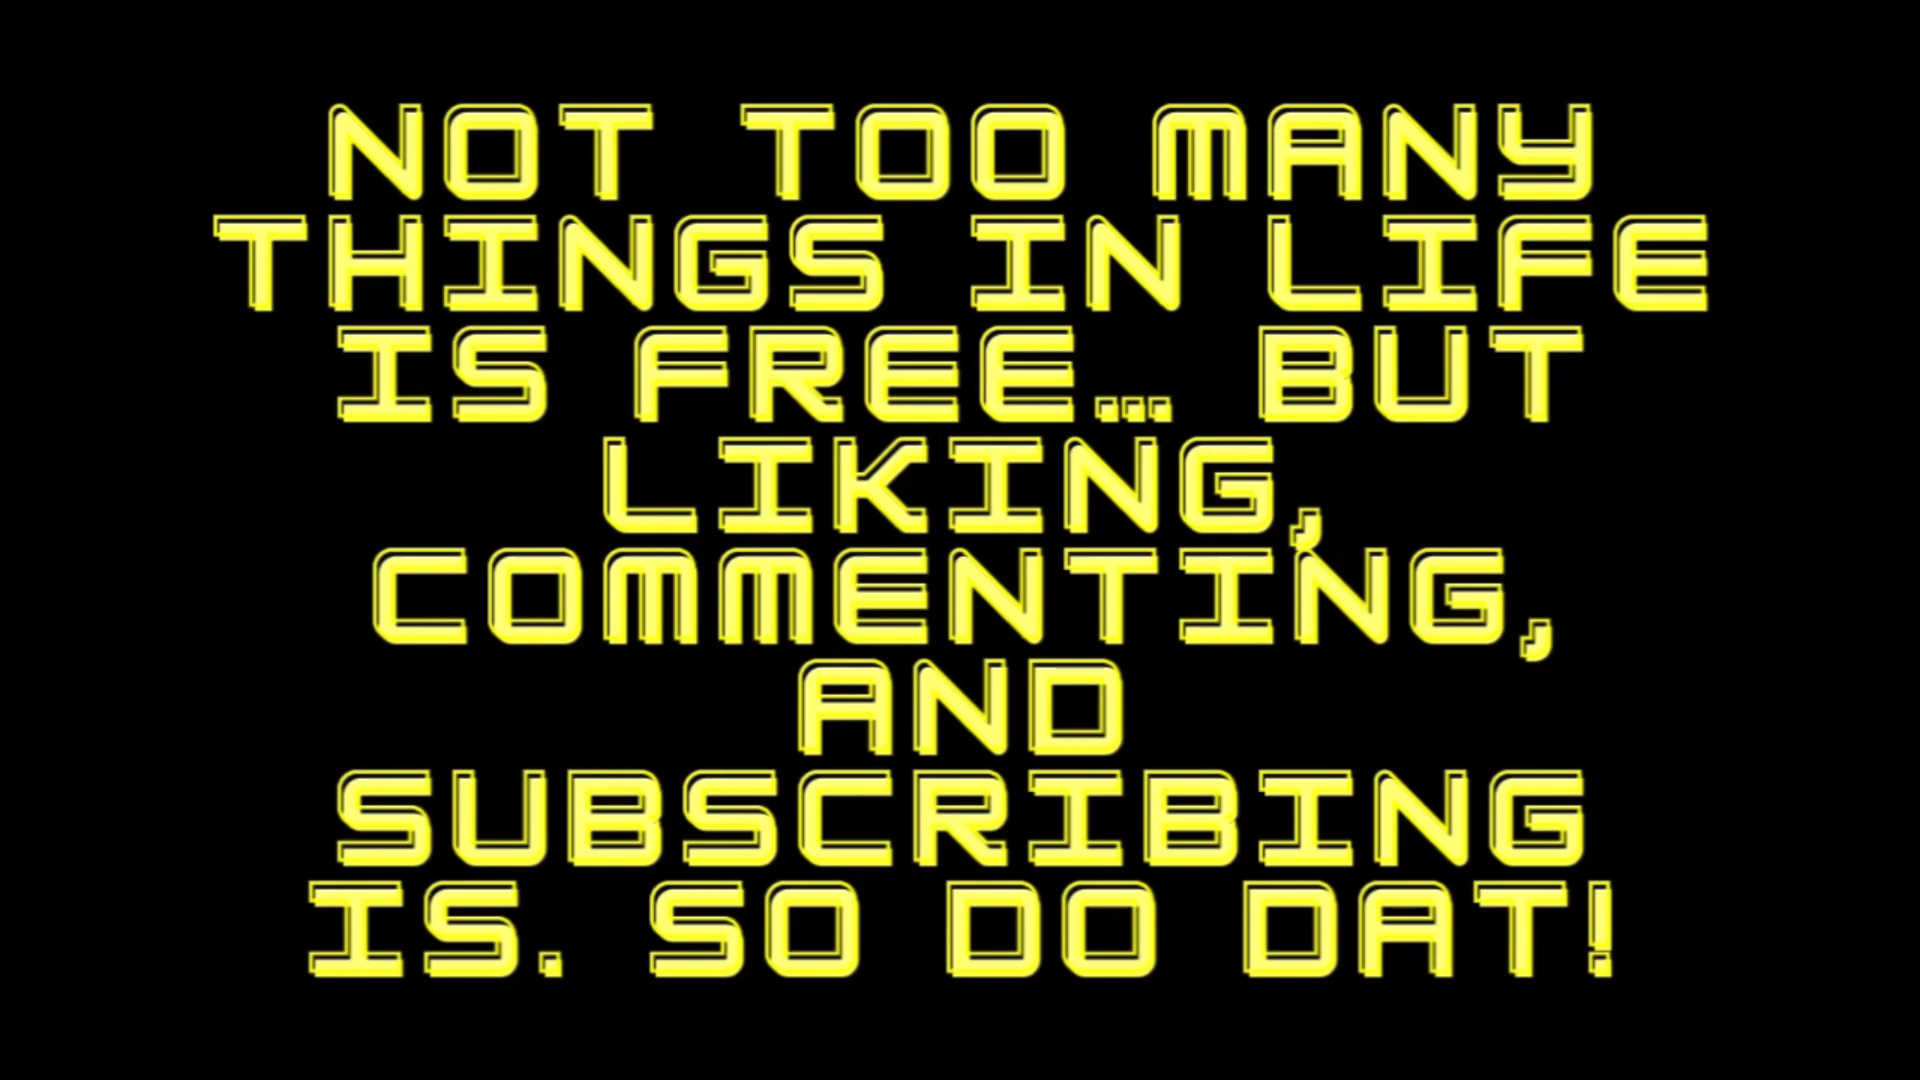 NOT TOO MANY
THINGS IN LIFE
IS FREE... BUT
LIKING,
COMMENTING,
AND
SUBSCRIBING
IS. SO DO DAT!